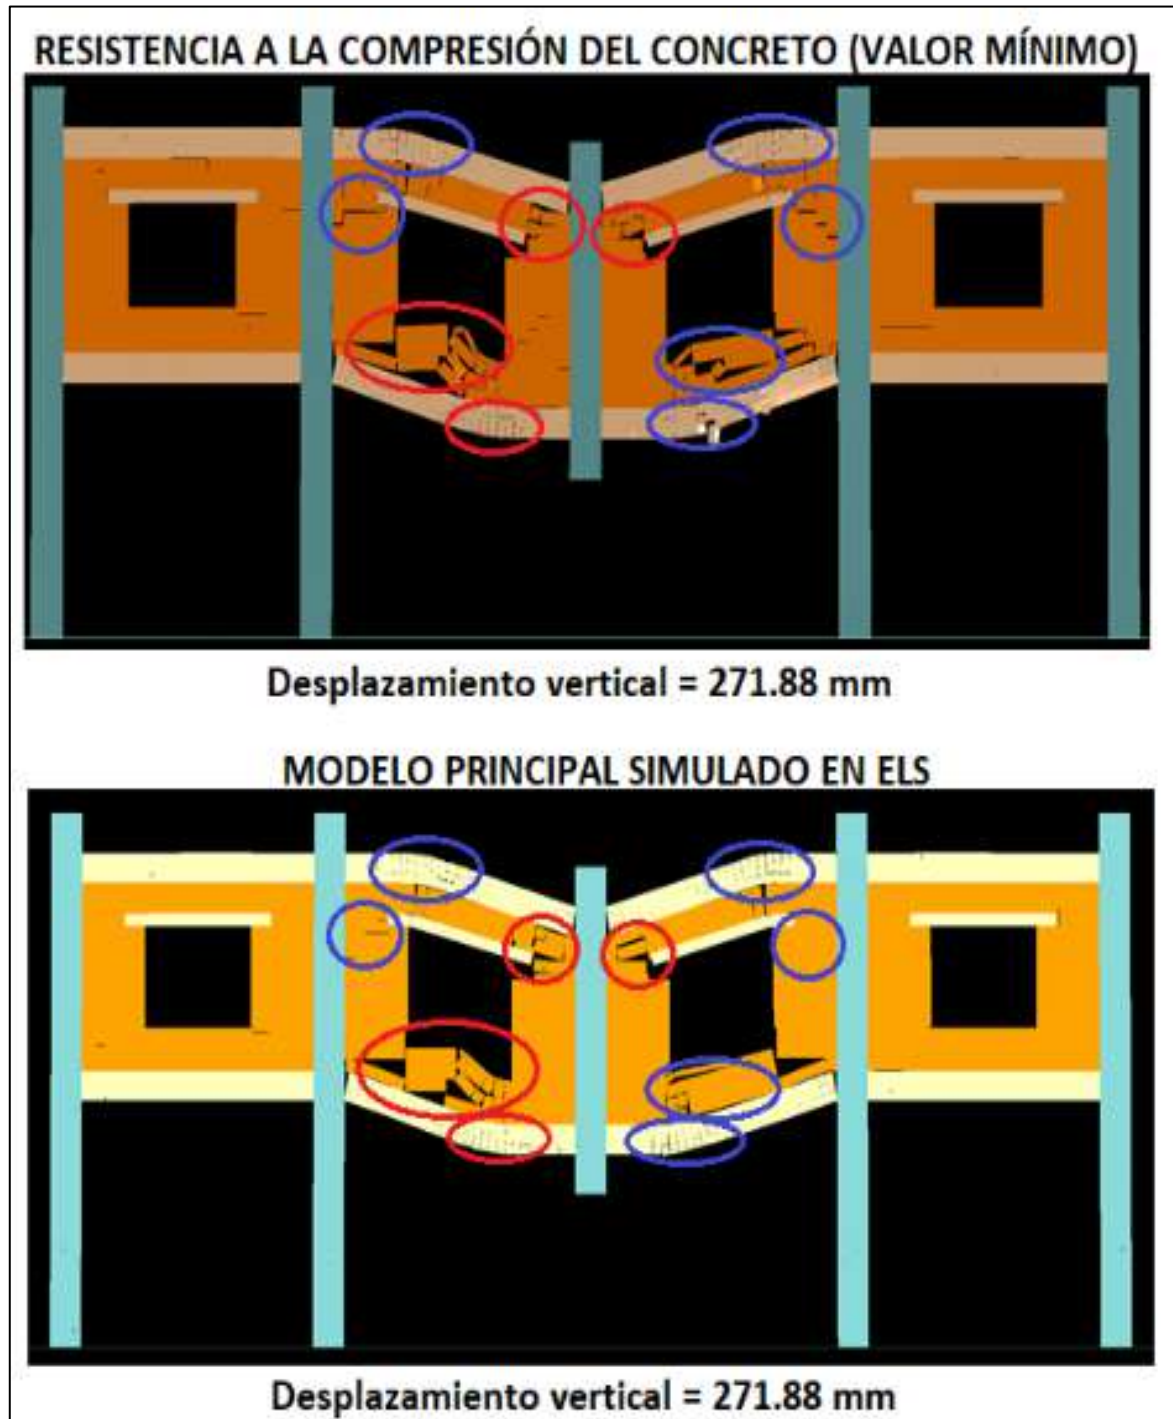 RESISTENCIA A LA COMPRESIÓN DEL CONCRETO (VALOR MÍNIMO)
Desplazamiento vertical = 271.88 mm
MODELO PRINCIPAL SIMULADO EN ELS
Desplazamiento vertical = 271.88 mm